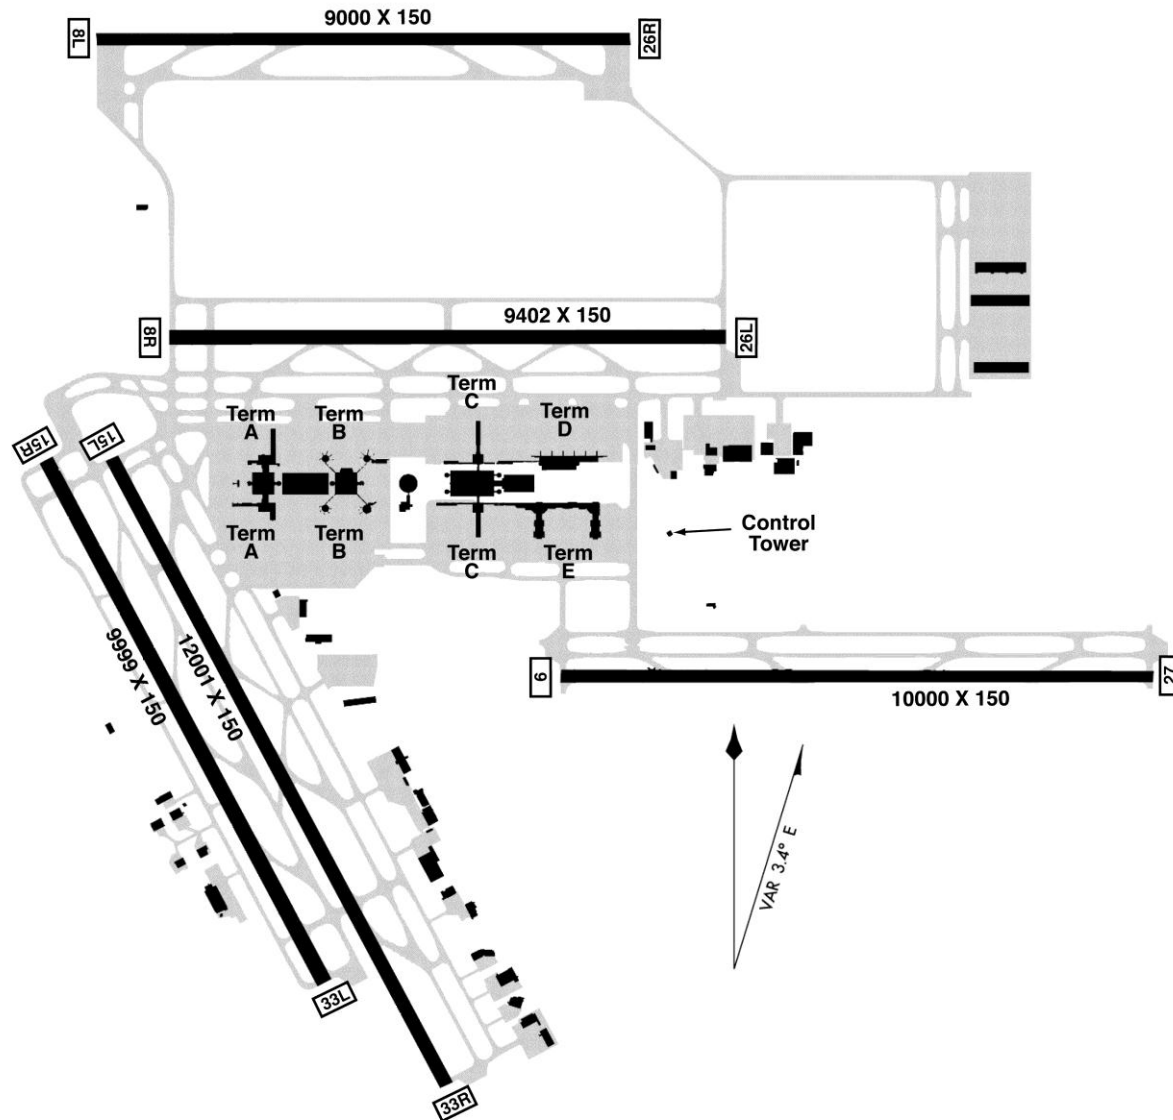 9000 X 150
8L
26R
9402 X 150
8R
26L
Term
C
Term
A
Term
B
Term
D
15R
15L
Control
Tower
Term
A
Term
B
Term
C
Term
E
9999 X 150
12001 X 150
9
27
10000 X 150
VAR 3.4° E
33L
33R